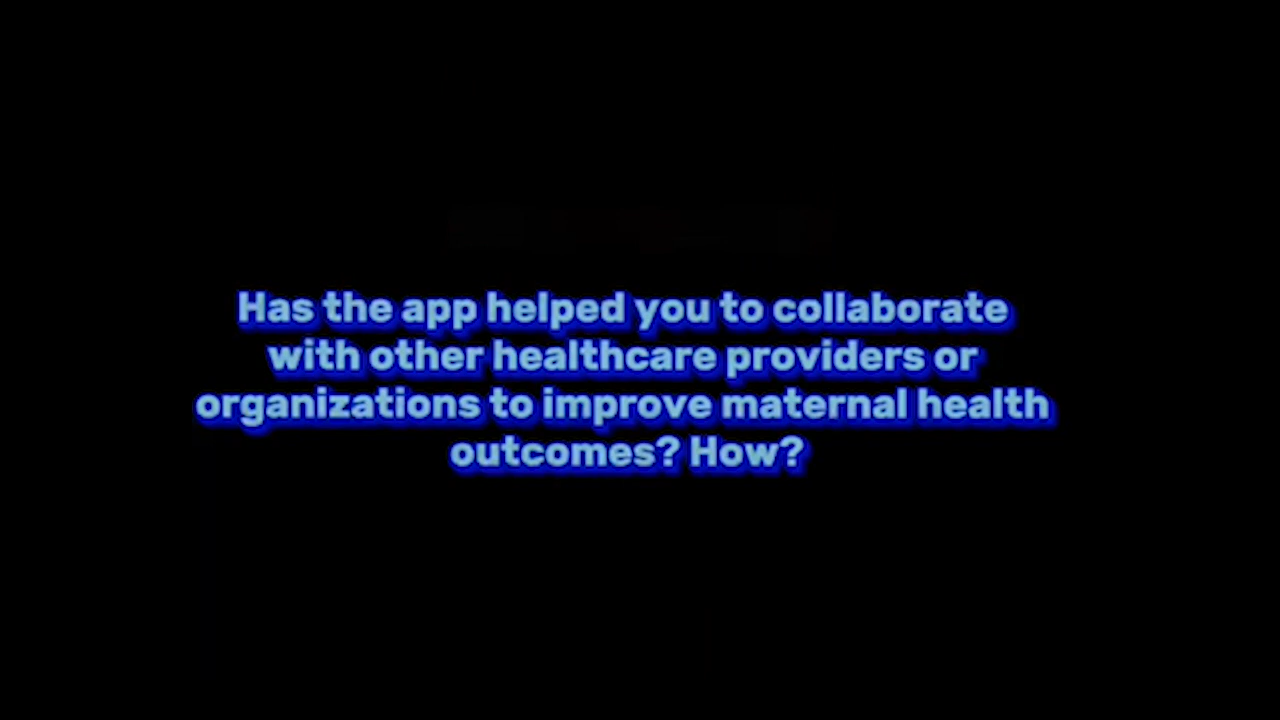 Has the app helped you to collaborate
with other healthcare providers or
organizations to improve maternal health
outcomes? How?